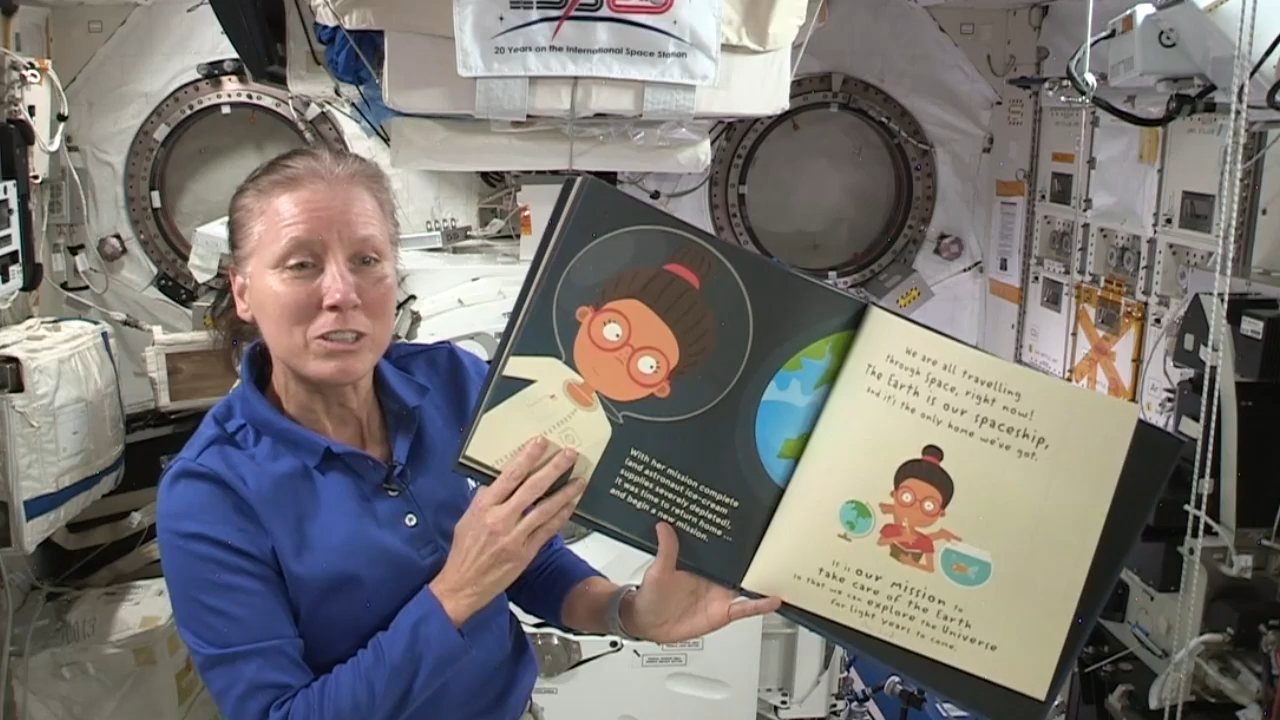 20 Years on the International Space Station
With her mission complete
(and astronaut ice-cream
supplies severely depleted),
it was time to return home ...
and begin a new mission.
We are all travelling
through space, right now!
The Earth is our spaceship,
and it's the only home we've got.
It is our mission to
take care of the Earth
so that we can explore the Universe
for light years to come.